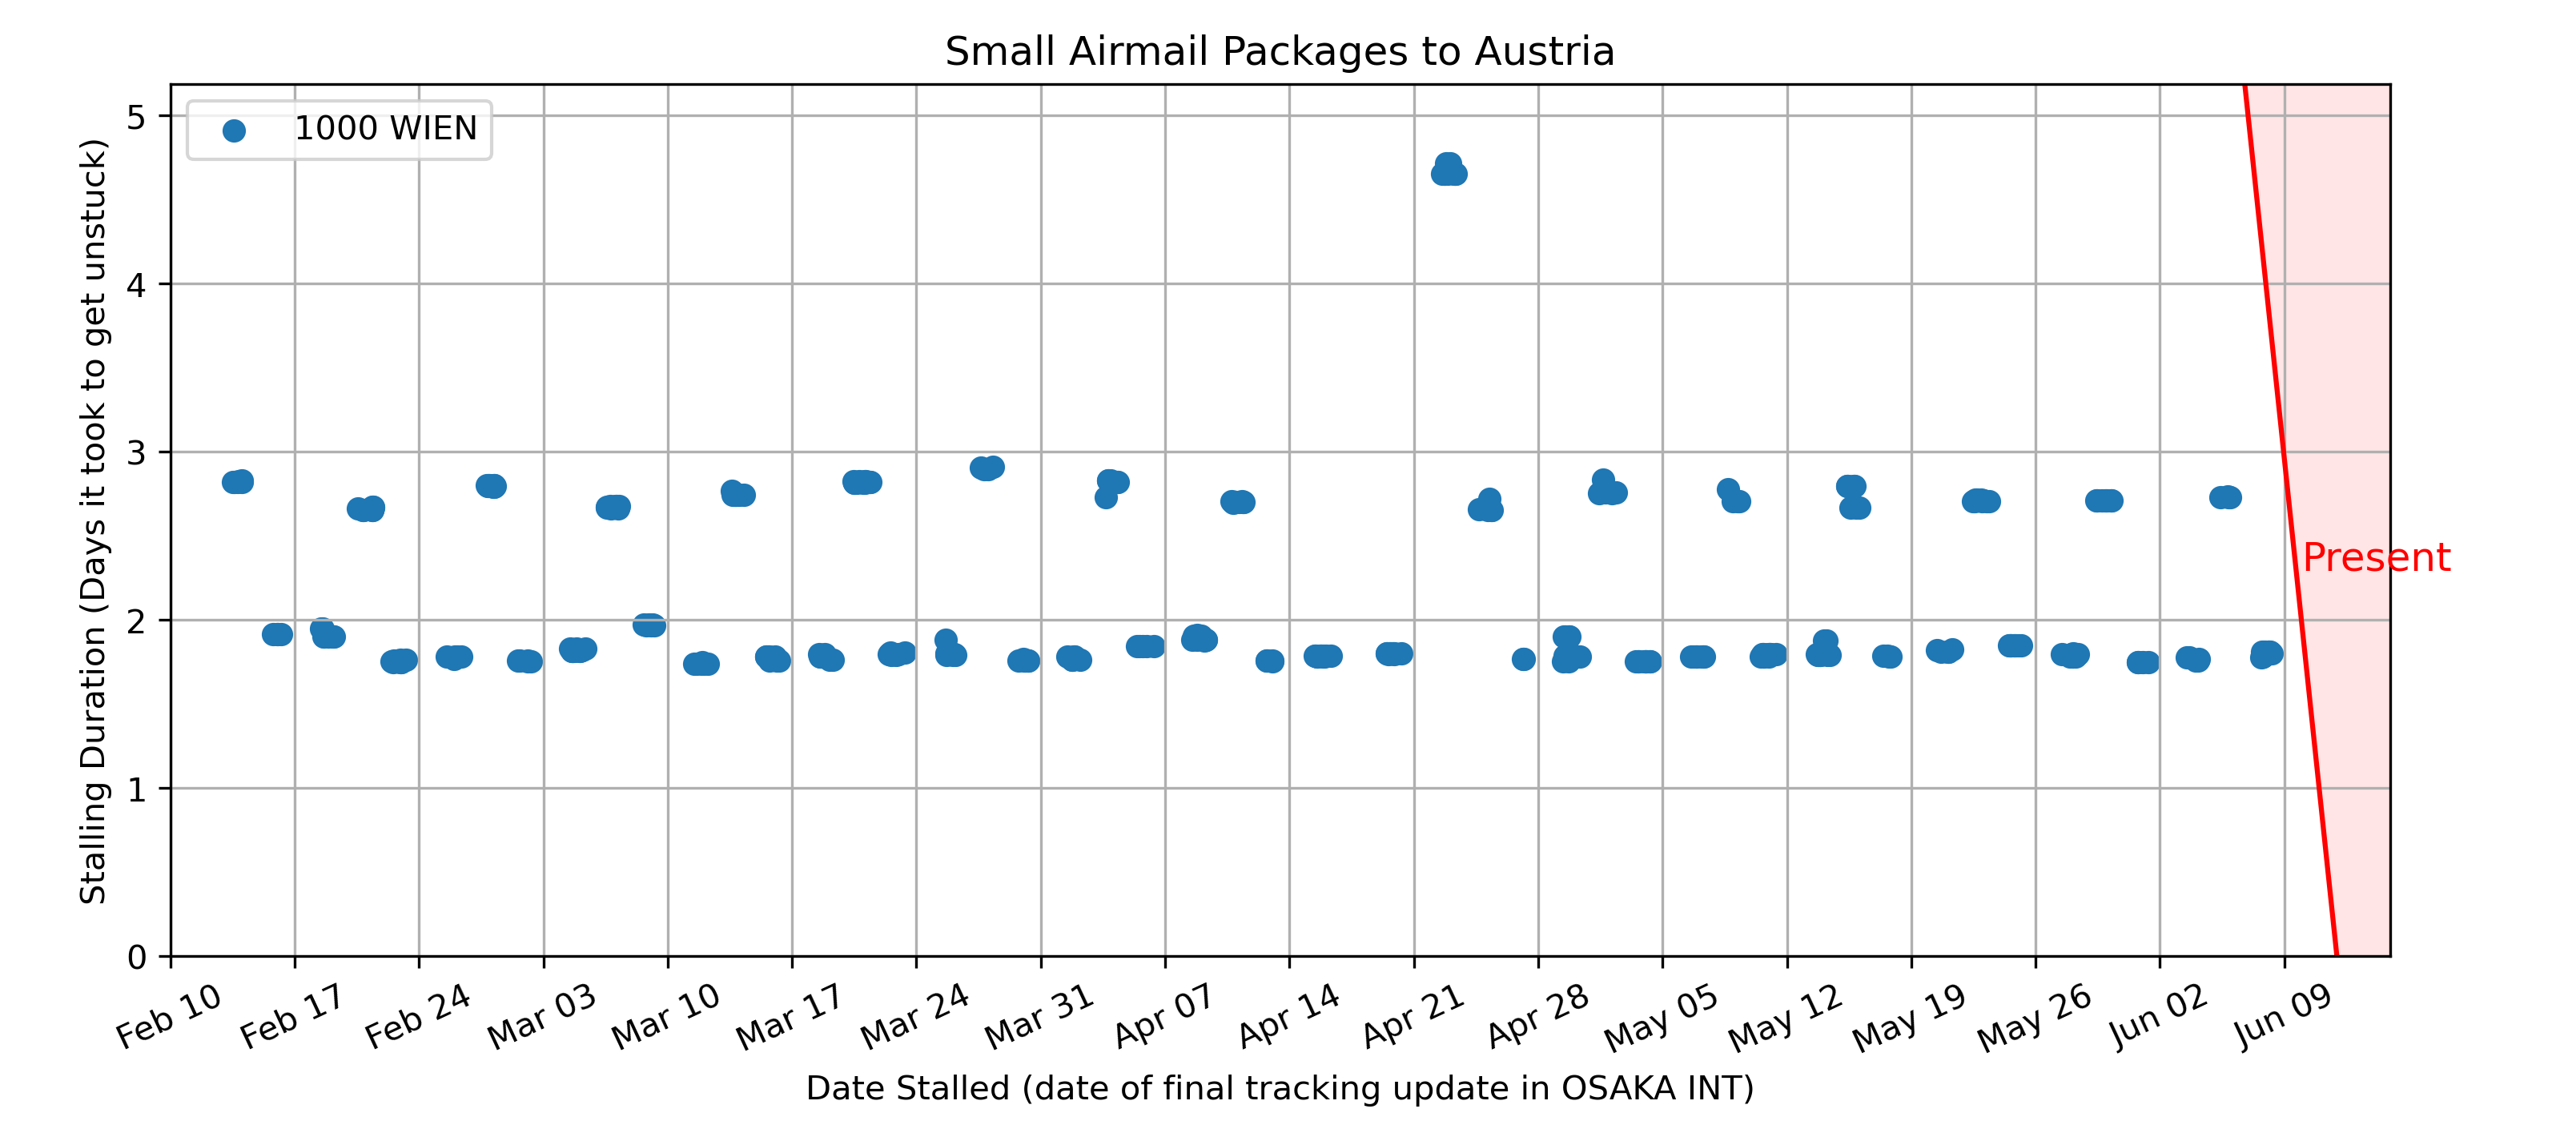 Small Airmail Packages to Austria
1000 WIEN
Stalling Duration (Days it took to get unstuck)
5
4
3
2
1
0
Present
Feb 10
Feb 17
Feb 24
Mar 03
Mar 10
Mar 17
Mar 24
Mar 31
Apr 07
Apr 14
Apr 21
Apr 28
May 05
May 12
May 19
May 26
Jun 02
Jun 09
Date Stalled (date of final tracking update in OSAKA INT)